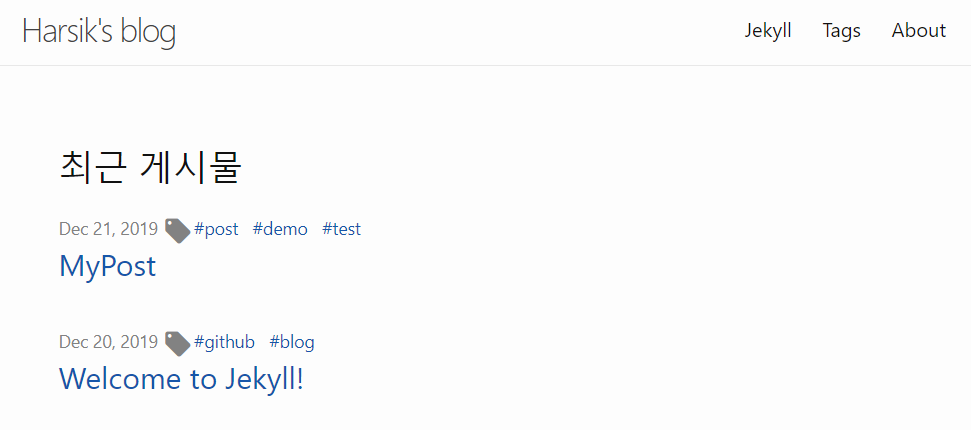 Harsik's blog Jekyll Tags About
최근 게시물
Dec 21, 2019 #post #demo #test
MyPost
Dec 20, 2019 #github #blog
Welcome to Jekyll!